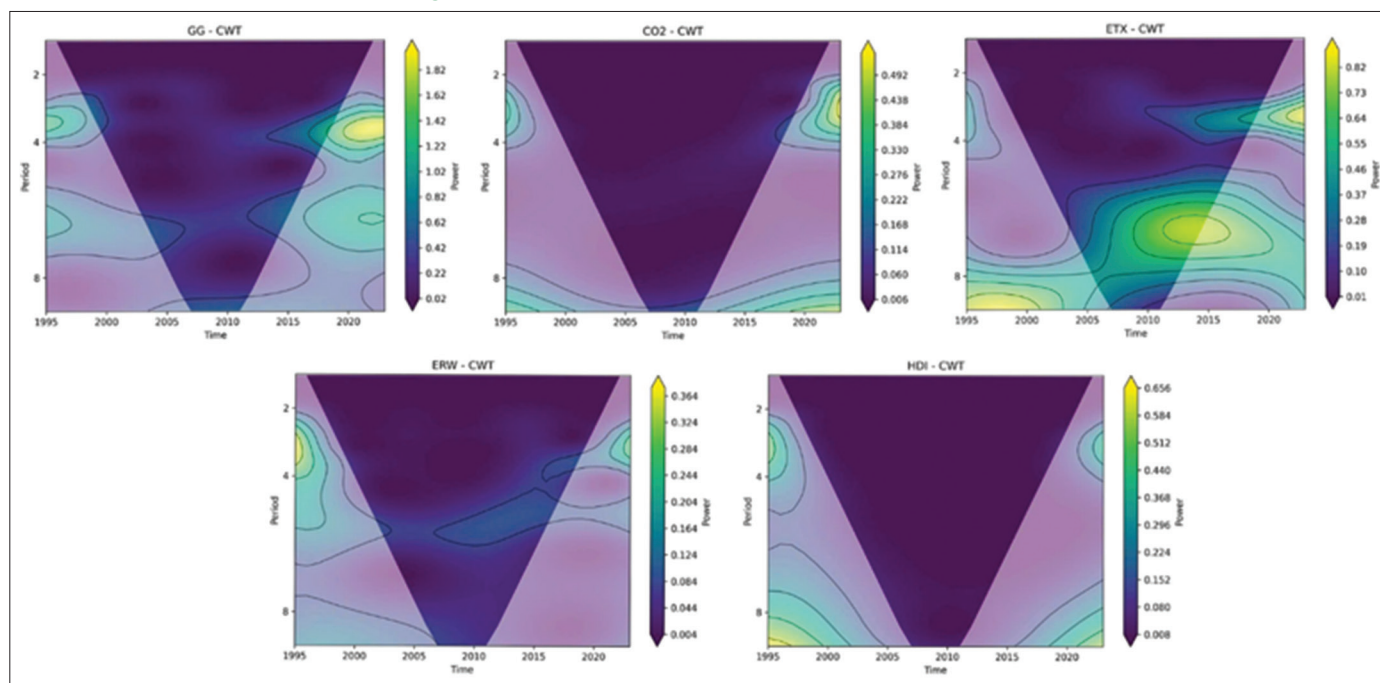 GG - CWT
2
4
8
Period
1995 2000 2005 2010 2015 2020
Time
1.82
1.62
1.42
1.22
1.02
0.82
0.62
0.42
0.22
0.02
Power
CO2 - CWT
2
4
8
Period
1995 2000 2005 2010 2015 2020
Time
0.492
0.438
0.384
0.330
0.276
0.222
0.168
0.114
0.060
0.006
Power
ETX - CWT
2
4
8
Period
1995 2000 2005 2010 2015 2020
Time
0.82
0.73
0.64
0.55
0.46
0.37
0.28
0.19
0.10
0.01
Power
ERW - CWT
2
4
8
Period
1995 2000 2005 2010 2015 2020
Time
0.364
0.324
0.284
0.244
0.204
0.164
0.124
0.084
0.044
0.004
Power
HDI - CWT
2
4
8
Period
1995 2000 2005 2010 2015 2020
Time
0.656
0.584
0.512
0.440
0.368
0.296
0.224
0.152
0.080
0.008
Power